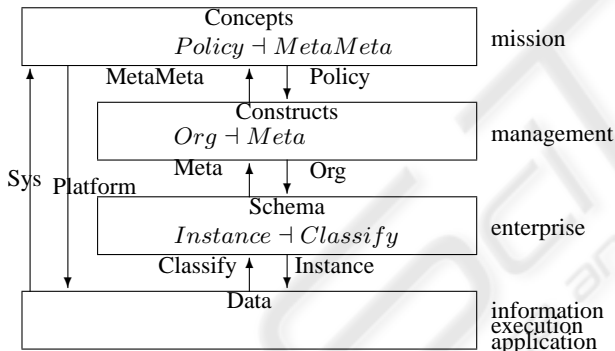 Concepts
Policy ⊣ MetaMeta
mission
MetaMeta
Policy
Constructs
Org ⊣ Meta
management
Meta
Org
Sys
Platform
Schema
Instance ⊣ Classify
enterprise
Classify
Instance
Data
information
execution
application